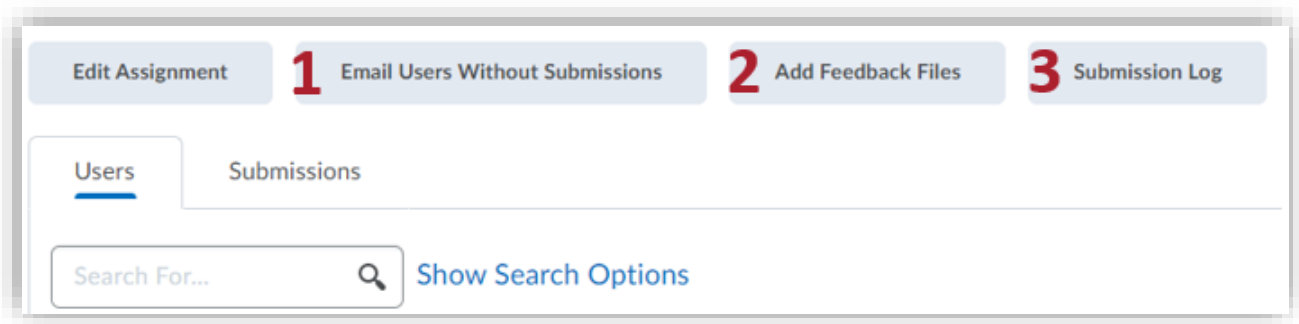 Edit Assignment 1 Email Users Without Submissions 2 Add Feedback Files 3 Submission Log
Users Submissions
Search For... Show Search Options